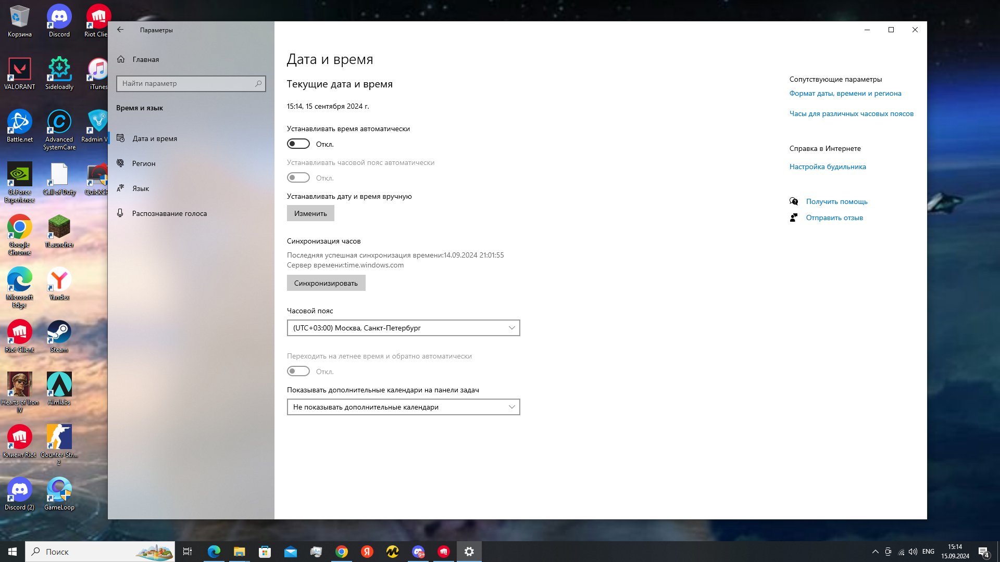 Корзина
Discord
Riot Clie
VALORANT
Sideloadly
iTunes
Battle.net
Advanced
SystemCare
Radmin V
GeForce
Experience
Call of Duty
QuickCP
Google
Chrome
TLauncher
Microsoft
Edge
Yandex
Riot Client
Steam
Hearts of Iron
IV
Aimlabs
Клиент Riot
Counter-Str...
2
Discord (2)
GameLoop
Параметры
Главная
Найти параметр
Время и язык
Дата и время
Регион
Язык
Распознавание голоса
Дата и время
Текущие дата и время
15:14, 15 сентября 2024 г.
Устанавливать время автоматически
Откл.
Устанавливать часовой пояс автоматически
Откл.
Устанавливать дату и время вручную
Изменить
Синхронизация часов
Последняя успешная синхронизация времени:14.09.2024 21:01:55
Сервер времени:time.windows.com
Синхронизировать
Часовой пояс
(UTC+03:00) Москва, Санкт-Петербург
Переходить на летнее время и обратно автоматически
Откл.
Показывать дополнительные календари на панели задач
Не показывать дополнительные календари
Сопутствующие параметры
Формат даты, времени и региона
Часы для различных часовых поясов
Справка в Интернете
Настройка будильника
Получить помощь
Отправить отзыв
Поиск
Я
9+
ENG
15:14
15.09.2024
4